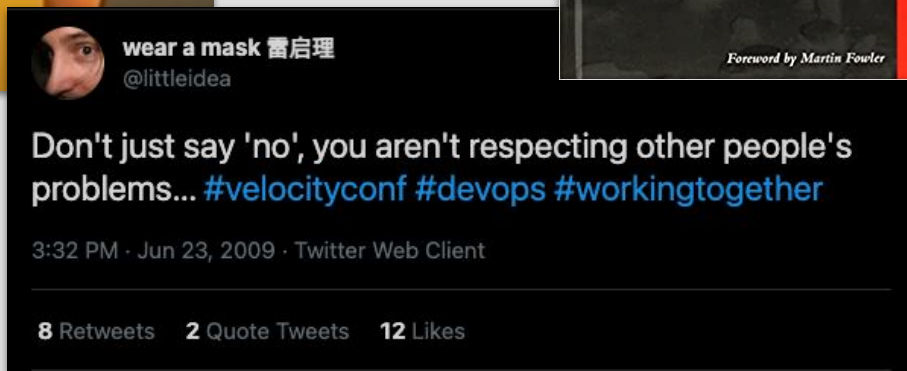 Foreword by Martin Fowler
wear a mask 雷启理
@littleidea
Don't just say 'no', you aren't respecting other people's
problems... #velocityconf #devops #workingtogether
3:32 PM · Jun 23, 2009 · Twitter Web Client
8 Retweets 2 Quote Tweets 12 Likes